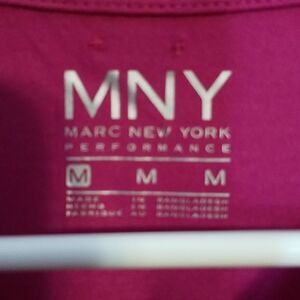 MNY
MARC NEW YORK
PERFORMANCE
M M M
MADE IN BANGLADESH
HECHO EN BANGLADESH
FABRIQUÉ AU BANGLADESH